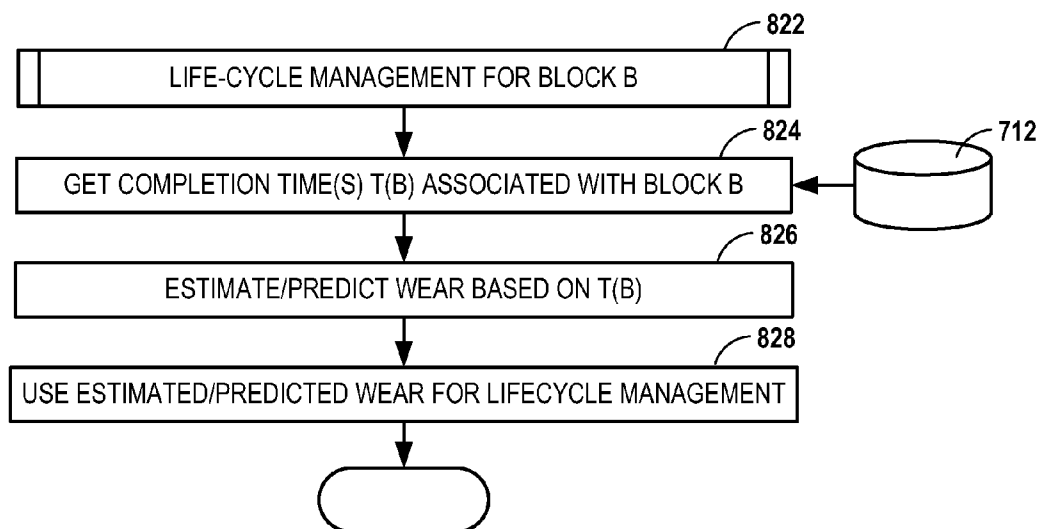 822
LIFE-CYCLE MANAGEMENT FOR BLOCK B
824
712
GET COMPLETION TIME(S) T(B) ASSOCIATED WITH BLOCK B
826
ESTIMATE/PREDICT WEAR BASED ON T(B)
828
USE ESTIMATED/PREDICTED WEAR FOR LIFECYCLE MANAGEMENT